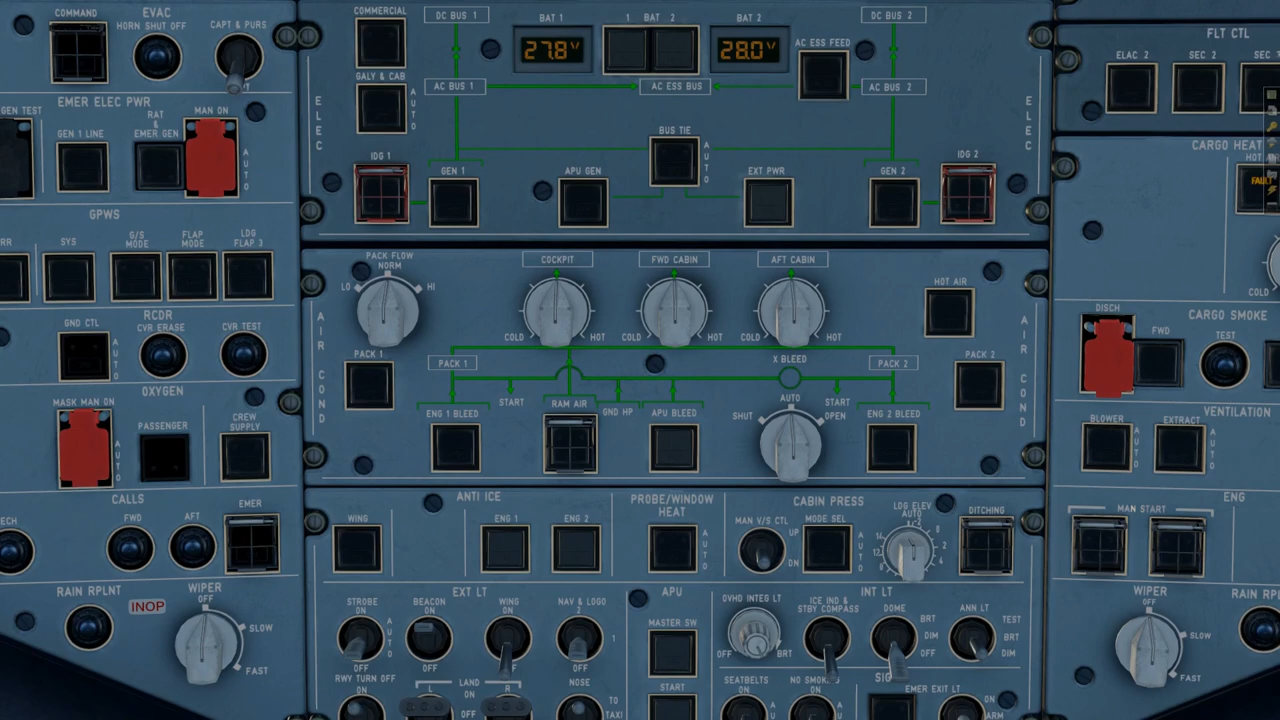 COMMAND
EVAC
HORN SHUT OFF
CAPT & PURS
EMER ELEC PWR
GEN TEST
GEN 1 LINE
RAT
&
EMER GEN
MAN ON
AUTO
GPWS
SYS
G/S
MODE
FLAP
MODE
LDG
FLAP 3
RCDR
GND CTL
AUTO
CVR ERASE
CVR TEST
OXYGEN
MASK MAN ON
AUTO
PASSENGER
CREW
SUPPLY
CALLS
FWD
AFT
EMER
RAIN RPLNT
INOP
WIPER
OFF
SLOW
FAST
COMMERCIAL
GALY & CAB
AUTO
ELEC
DC BUS 1
BAT 1
27.8V
1 BAT 2
BAT 2
28.0V
AC ESS FEED
DC BUS 2
AC BUS 1
AC ESS BUS
AC BUS 2
BUS TIE
AUTO
ELEC
IDG 1
GEN 1
APU GEN
EXT PWR
GEN 2
IDG 2
PACK FLOW
NORM
LO
HI
COCKPIT
COLD
HOT
FWD CABIN
COLD
HOT
AFT CABIN
COLD
HOT
HOT AIR
AIR COND
AIR COND
PACK 1
PACK 1
X BLEED
PACK 2
PACK 2
START
RAM AIR
GND HP
START
ENG 1 BLEED
APU BLEED
SHUT
AUTO
OPEN
ENG 2 BLEED
ANTI ICE
WING
ENG 1
ENG 2
PROBE/WINDOW
HEAT
AUTO
CABIN PRESS
MAN V/S CTL
UP
DN
MODE SEL
AUTO
LDG ELEV
AUTO
DITCHING
EXT LT
STROBE
ON
AUTO
OFF
BEACON
ON
OFF
WING
ON
OFF
NAV & LOGO
2
1
OFF
RWY TURN OFF
ON
LAND
L
ON
R
OFF
NOSE
TO
TAXI
APU
MASTER SW
START
OVHD INTEG LT
OFF
BRT
INT LT
ICE IND &
STBY COMPASS
DOME
BRT
DIM
OFF
ANN LT
TEST
BRT
DIM
SEATBELTS
ON
ON
EMER EXIT LT
ON
ARM
FLT CTL
ELAC 2
SEC 2
CARGO HEAT
COLD
DISCH
CARGO SMOKE
FWD
TEST
VENTILATION
BLOWER
AUTO
EXTRACT
AUTO
ENG
MAN START
WIPER
OFF
SLOW
FAST